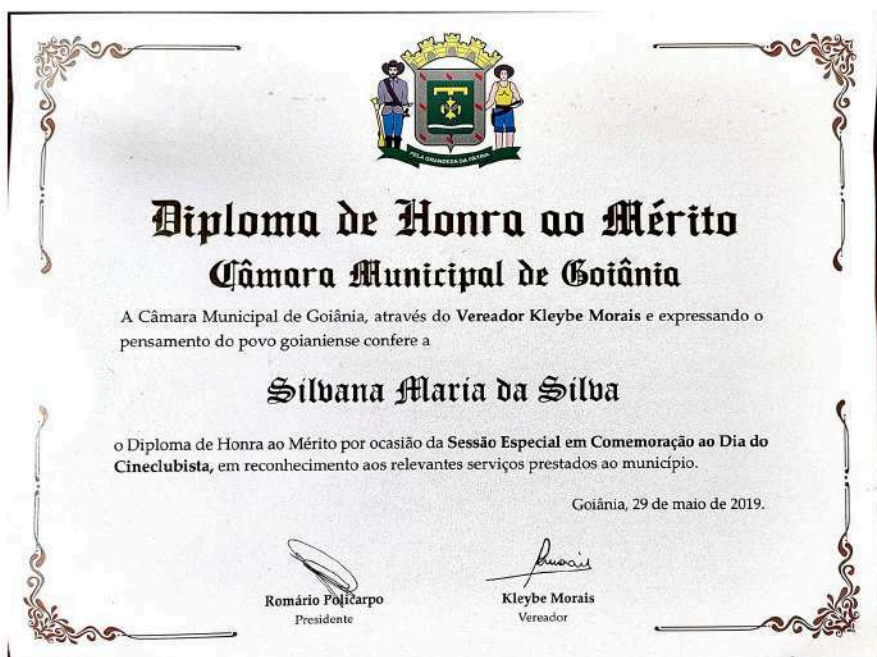 PELA GRANDEZA DA PÁTRIA
Diploma de Honra ao Mérito
Câmara Municipal de Goiânia
A Câmara Municipal de Goiânia, através do Vereador Kleybe Morais e expressando o
pensamento do povo goianiense confere a
Silvana Maria da Silva
o Diploma de Honra ao Mérito por ocasião da Sessão Especial em Comemoração ao Dia do
Cineclubista, em reconhecimento aos relevantes serviços prestados ao município.
Goiânia, 29 de maio de 2019.
Romário Policarpo
Presidente
Kleybe Morais
Vereador